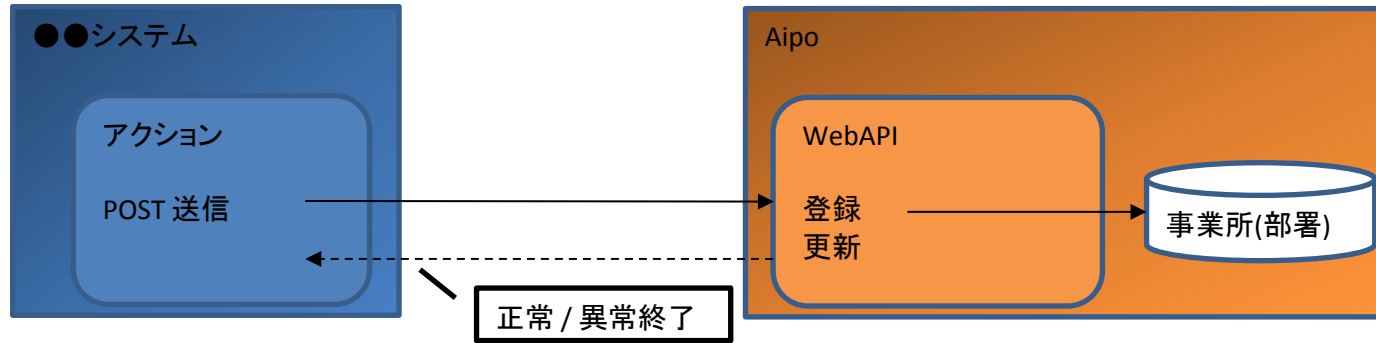 ●●システム
アクション
POST 送信
Aipo
WebAPI
登録
更新
事業所(部署)
正常 / 異常終了